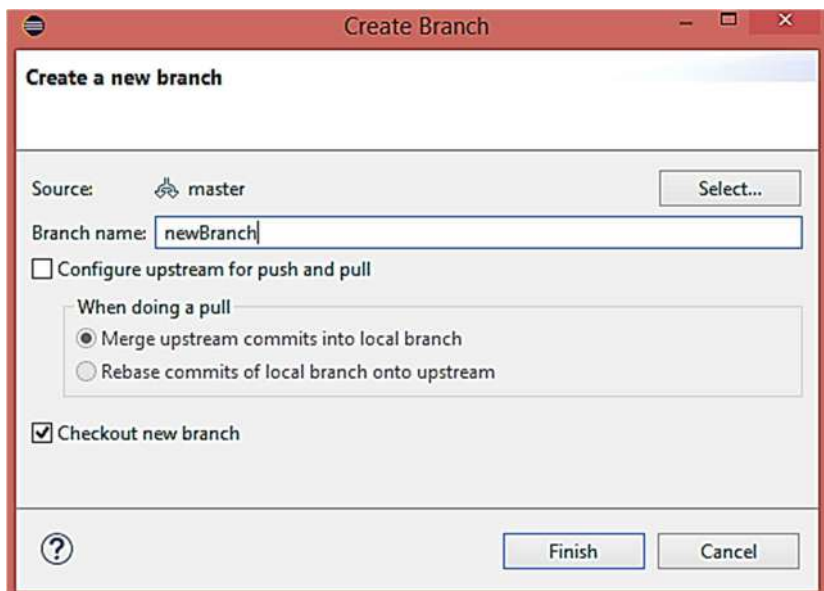 Create Branch
Create a new branch
Source: master Select...
Branch name: newBranch
Configure upstream for push and pull
When doing a pull
Merge upstream commits into local branch
Rebase commits of local branch onto upstream
Checkout new branch
? Finish Cancel